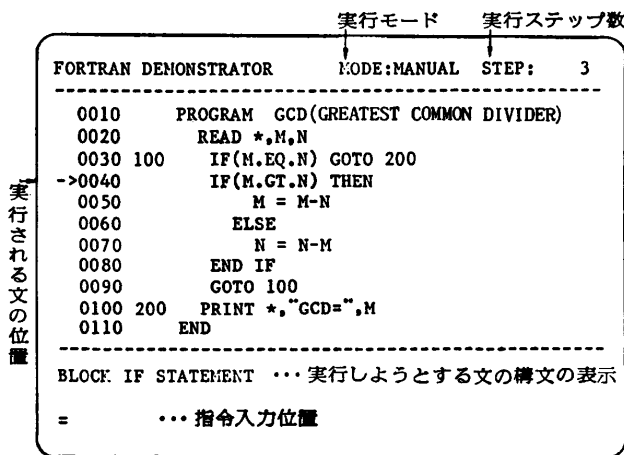 実行モード 実行ステップ数
FORTRAN DEMONSTRATOR MODE:MANUAL STEP: 3
0010 PROGRAM GCD(GREATEST COMMON DIVIDER)
0020 READ *,M,N
0030 100 IF(M.EQ.N) GOTO 200
->0040 IF(M.GT.N) THEN
0050 M = M-N
0060 ELSE
0070 N = N-M
0080 END IF
0090 GOTO 100
0100 200 PRINT *,"GCD=",M
0110 END
実行される文の位置
BLOCK IF STATEMENT ・・・実行しようとする文の構文の表示
= ・・・指令入力位置